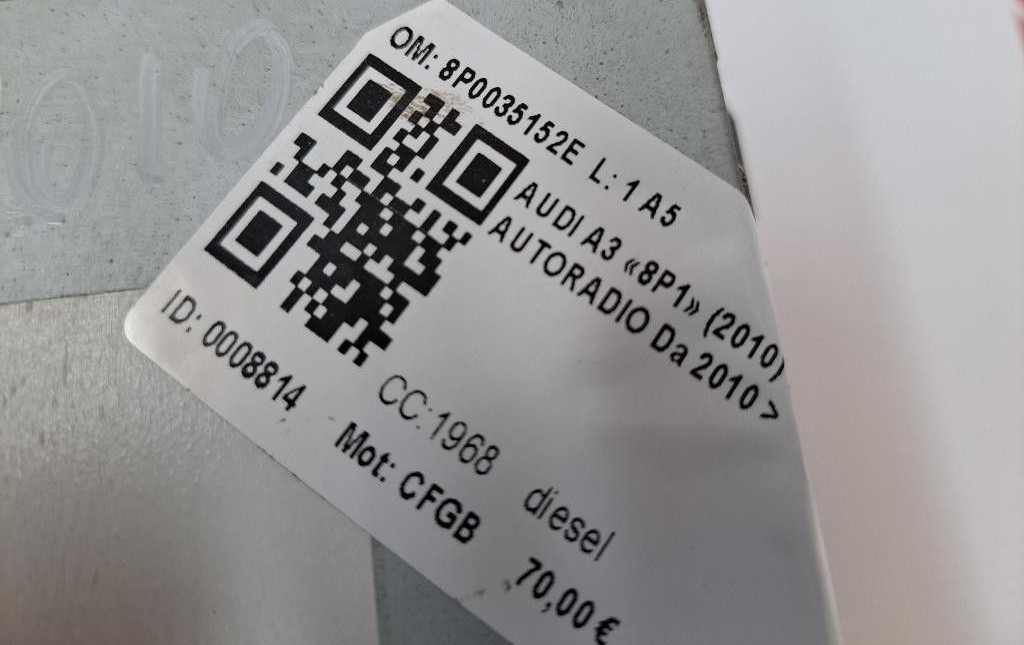 OM: 8P0035152E L: 1 A5
AUDI A3 «8P1» (2010)
AUTORADIO Da 2010 >
ID: 0008814
CC:1968 diesel
Mot: CFGB 70,00 €